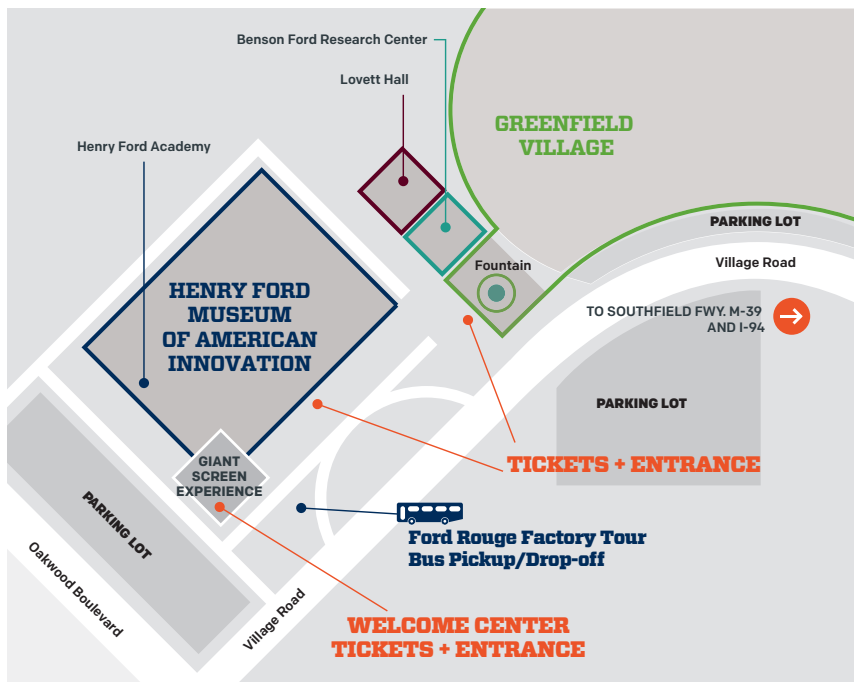 Benson Ford Research Center
Lovett Hall
Henry Ford Academy
GREENFIELD
VILLAGE
PARKING LOT
Village Road
Fountain
HENRY FORD
MUSEUM
OF AMERICAN
INNOVATION
TO SOUTHFIELD FWY. M-39
AND I-94
PARKING LOT
GIANT
SCREEN
EXPERIENCE
TICKETS + ENTRANCE
PARKING LOT
Oakwood Boulevard
Ford Rouge Factory Tour
Bus Pickup/Drop-off
Village Road
WELCOME CENTER
TICKETS + ENTRANCE